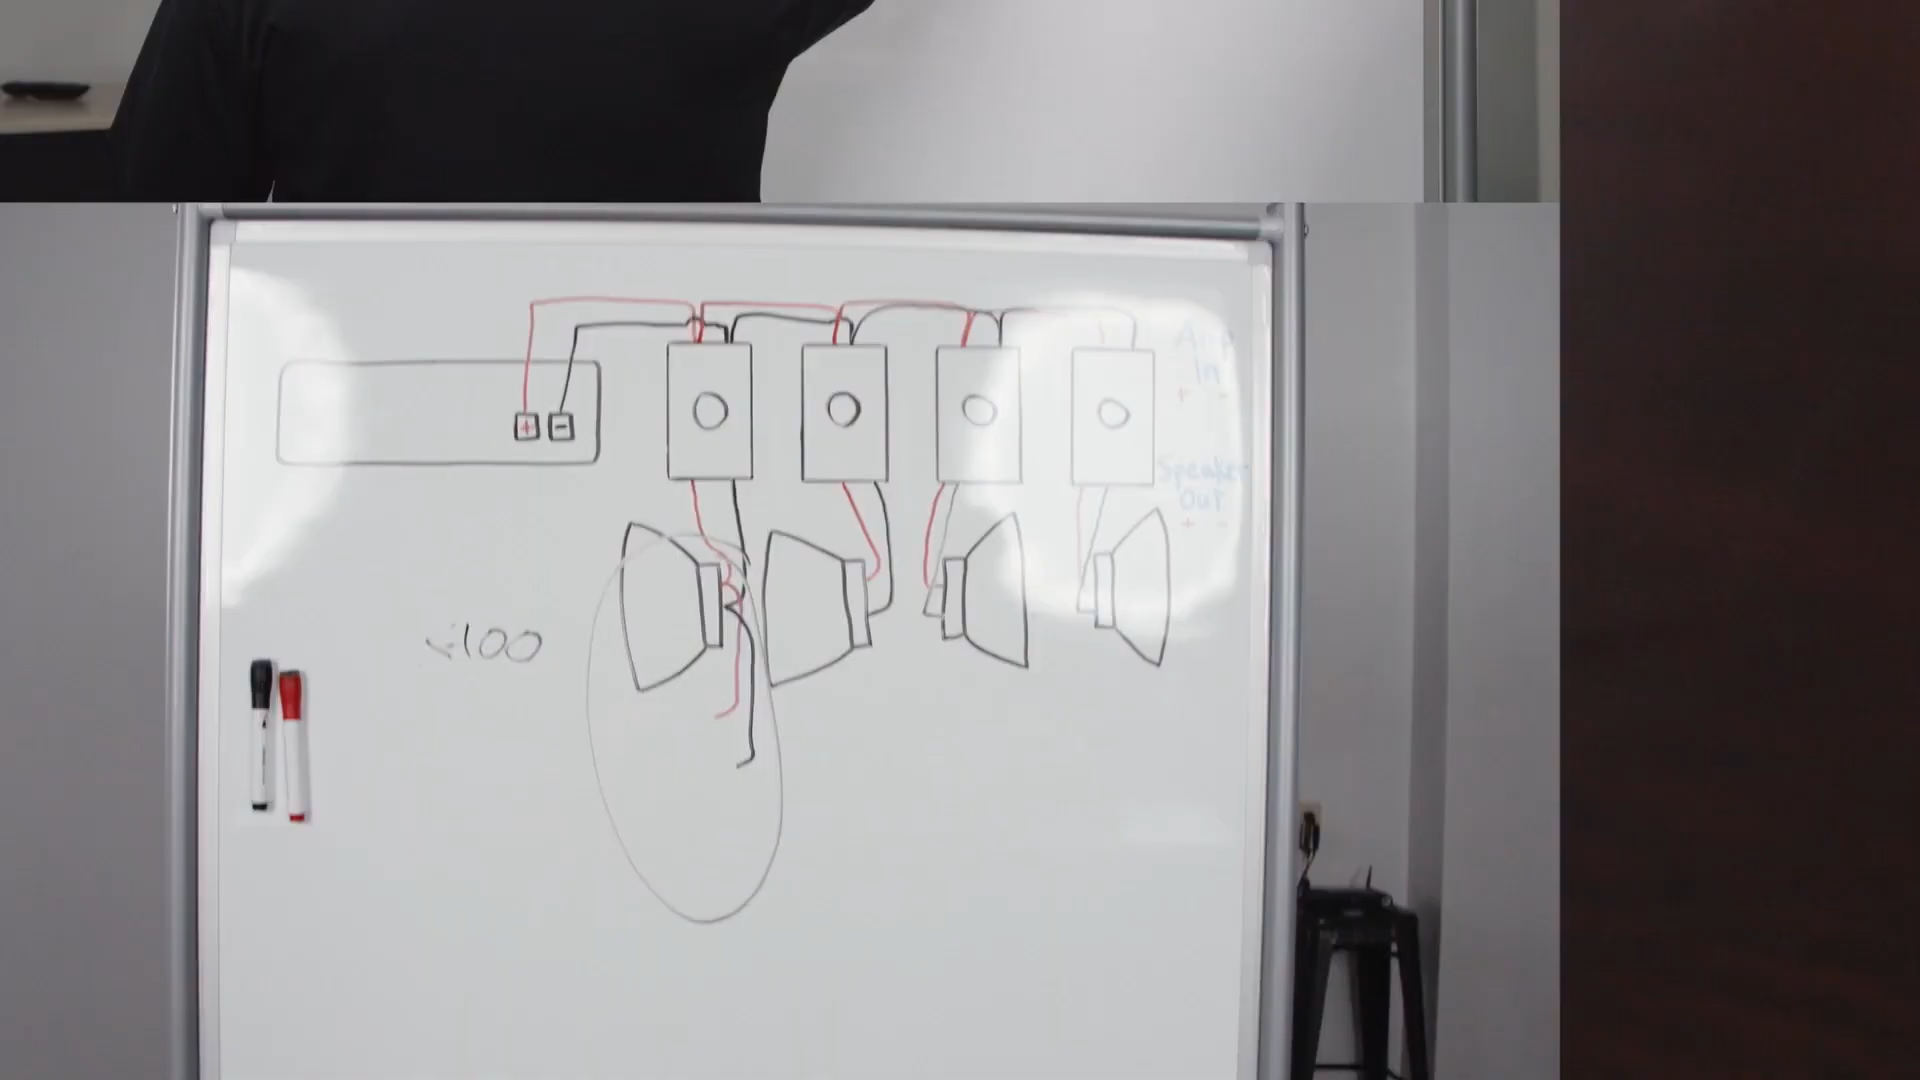 Amp
In
+ -
+ -
Speaker
Out
+ -
100